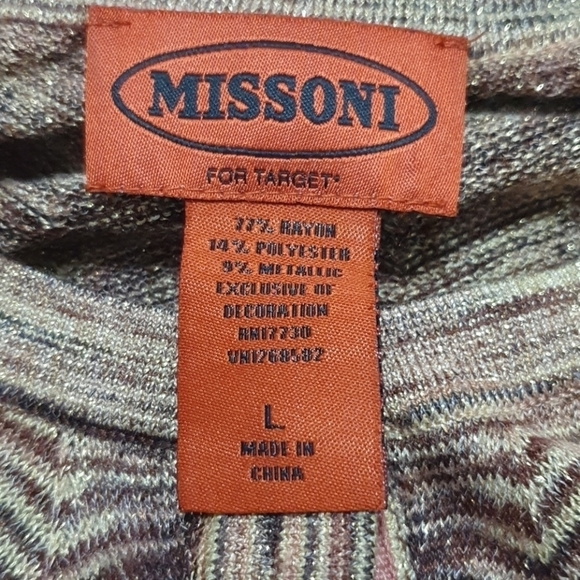 MISSONI
FOR TARGET*
77% RAYON
14% POLYESTER
9% METALLIC
EXCLUSIVE OF
DECORATION
RN17730
VN1268582
L
MADE IN
CHINA